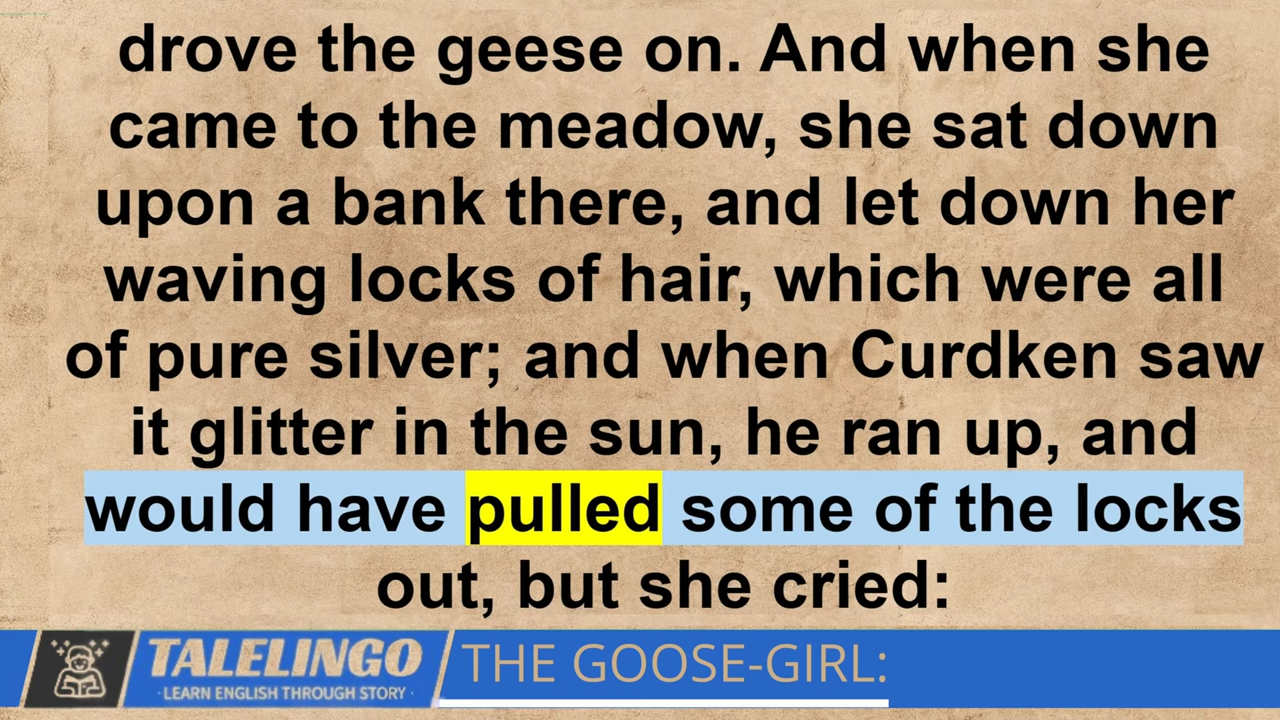 drove the geese on. And when she
came to the meadow, she sat down
upon a bank there, and let down her
waving locks of hair, which were all
of pure silver; and when Curdken saw
it glitter in the sun, he ran up, and
would have pulled some of the locks
out, but she cried:
TALELINGO
· LEARN ENGLISH THROUGH STORY ·
THE GOOSE-GIRL: